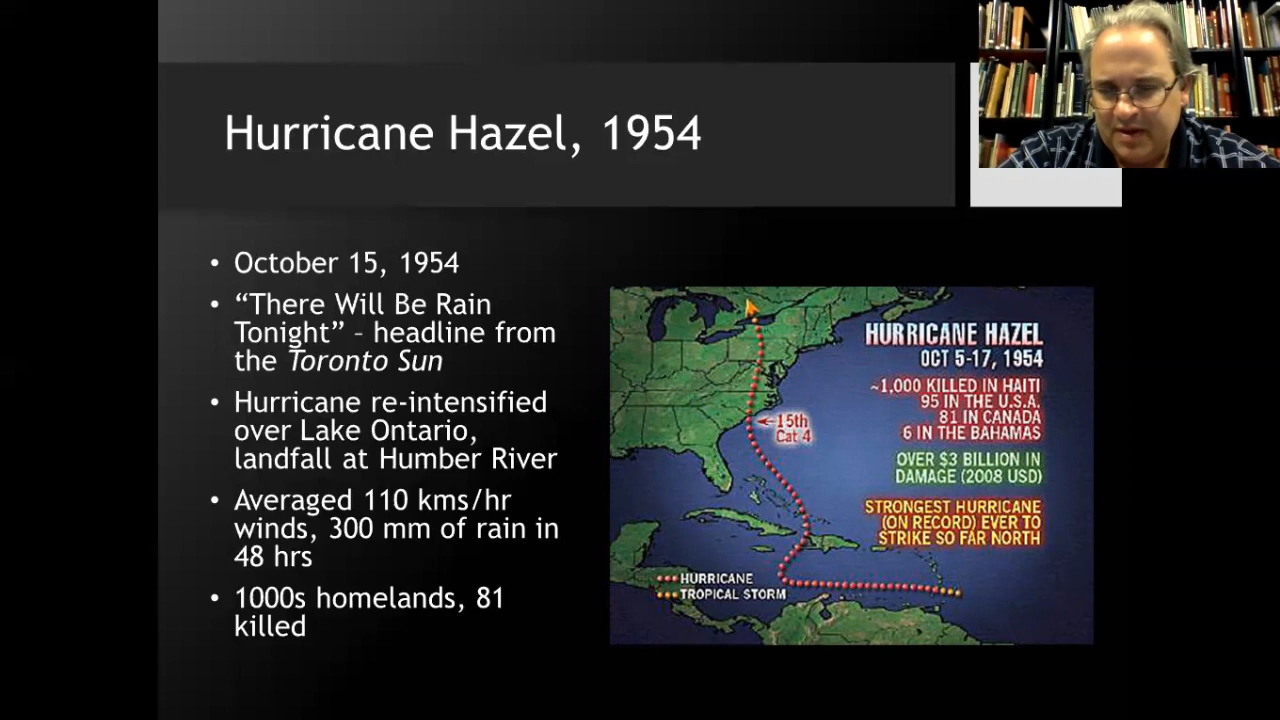 Hurricane Hazel, 1954
• October 15, 1954
• “There Will Be Rain
Tonight” – headline from
the Toronto Sun
• Hurricane re-intensified
over Lake Ontario,
landfall at Humber River
• Averaged 110 kms/hr
winds, 300 mm of rain in
48 hrs
• 1000s homelands, 81
killed
HURRICANE HAZEL
OCT 5-17, 1954
~1,000 KILLED IN HAITI
95 IN THE U.S.A.
81 IN CANADA
6 IN THE BAHAMAS
OVER $3 BILLION IN
DAMAGE (2008 USD)
STRONGEST HURRICANE
(ON RECORD) EVER TO
STRIKE SO FAR NORTH
15th
Cat 4
HURRICANE
TROPICAL STORM